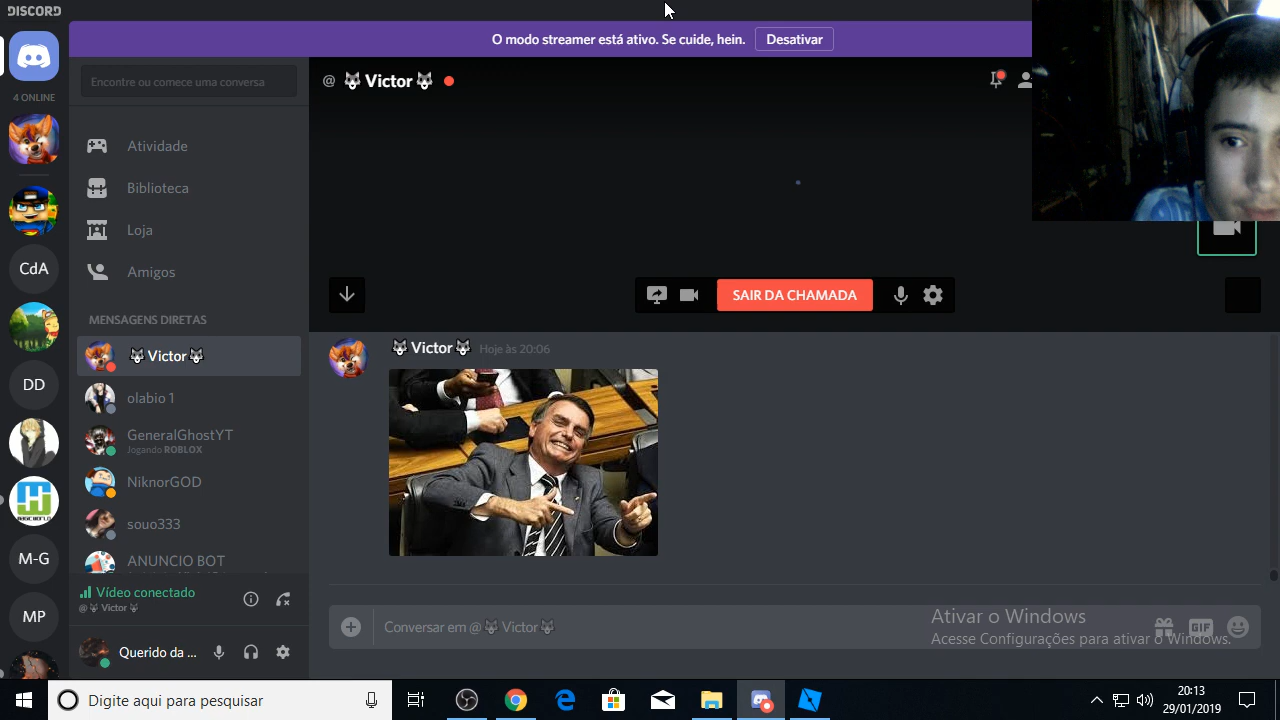 DISCORD
O modo streamer está ativo. Se cuide, hein.
Desativar
Encontre ou comece uma conversa
@ Victor
4 ONLINE
Atividade
Biblioteca
Loja
CdA
Amigos
SAIR DA CHAMADA
MENSAGENS DIRETAS
Victor
Victor Hoje às 20:06
DD
olabio 1
GeneralGhostYT
Jogando ROBLOX
NiknorGOD
souo333
M-G
ANUNCIO BOT
Vídeo conectado
@ Victor
MP
Conversar em @ Victor
GIF
Ativar o Windows
Acesse Configurações para ativar o Windows.
Querido da ...
Digite aqui para pesquisar
20:13
29/01/2019